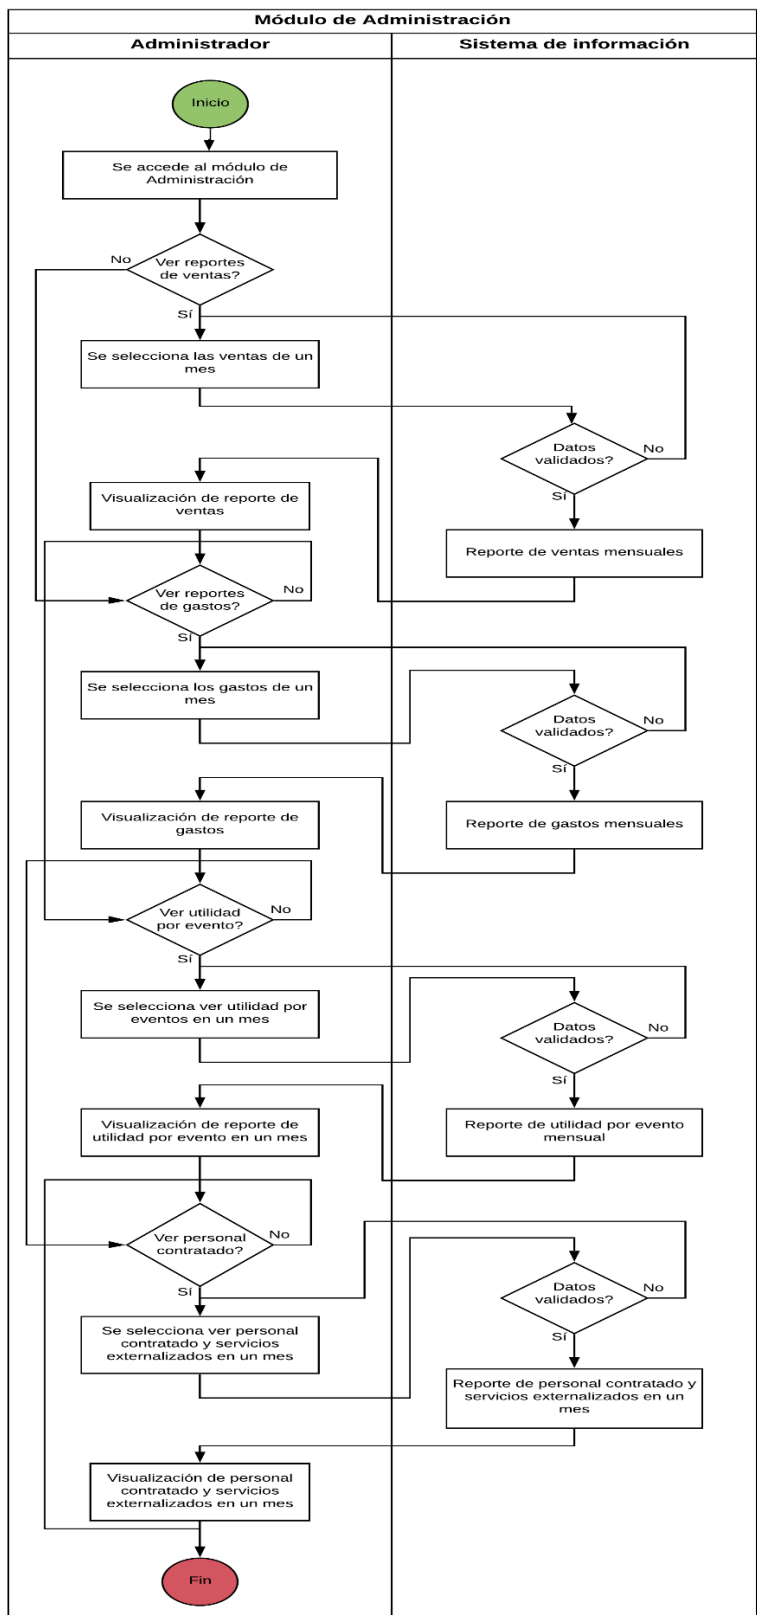 Módulo de Administración
Administrador
Sistema de información
Inicio
Se accede al módulo de
Administración
No
Ver reportes
de ventas?
Sí
Se selecciona las ventas de un
mes
Datos
validados?
No
Sí
Visualización de reporte de
ventas
Reporte de ventas mensuales
Ver reportes
de gastos?
No
Sí
Se selecciona los gastos de un
mes
Datos
validados?
No
Sí
Visualización de reporte de
gastos
Reporte de gastos mensuales
Ver utilidad
por evento?
No
Sí
Se selecciona ver utilidad por
eventos en un mes
Datos
validados?
No
Sí
Visualización de reporte de
utilidad por evento en un mes
Reporte de utilidad por evento
mensual
Ver personal
contratado?
No
Sí
Se selecciona ver personal
contratado y servicios
externalizados en un mes
Datos
validados?
No
Sí
Reporte de personal contratado y
servicios externalizados en un
mes
Visualización de personal
contratado y servicios
externalizados en un mes
Fin